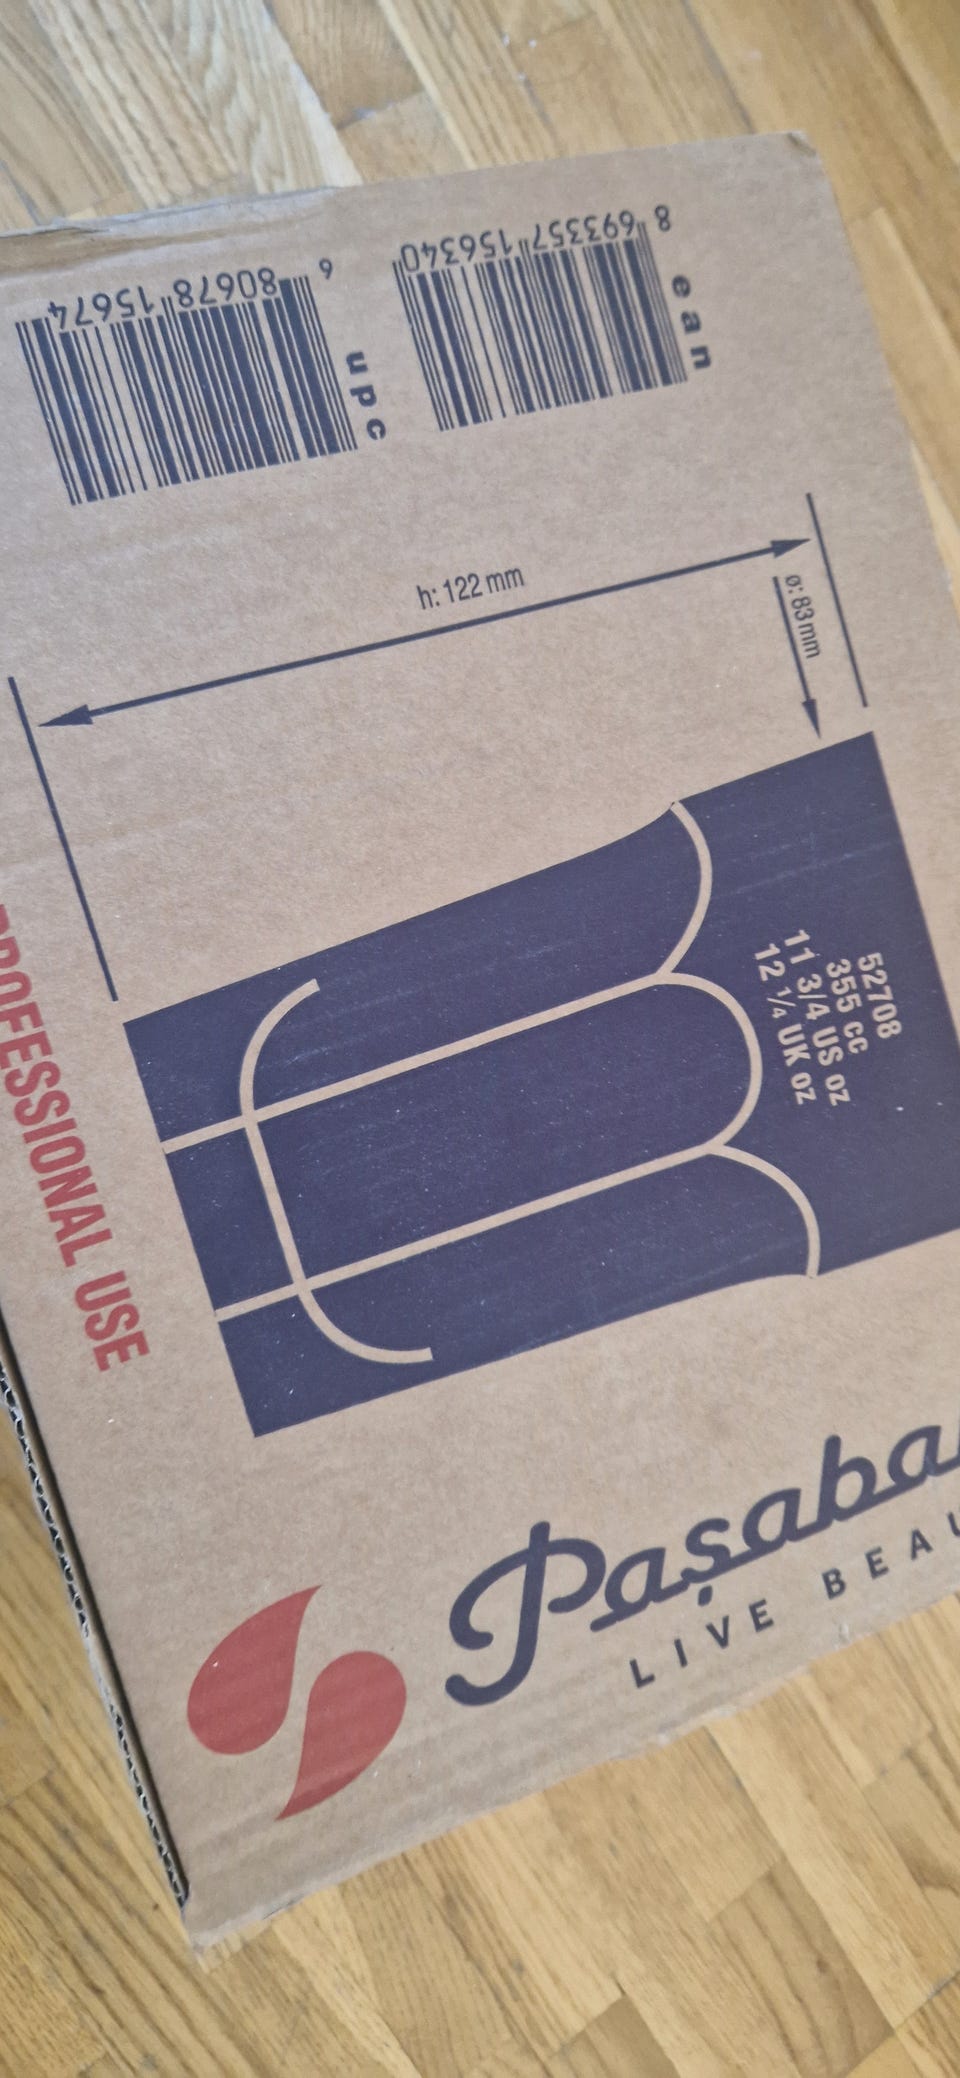 8 693357 156340
ean
6 80678 15674
upc
h: 122 mm
ø: 83 mm
52708
355 cc
11 3/4 US oz
12 1/4 UK oz
PROFESSIONAL USE
Paşaba
LIVE BEAU